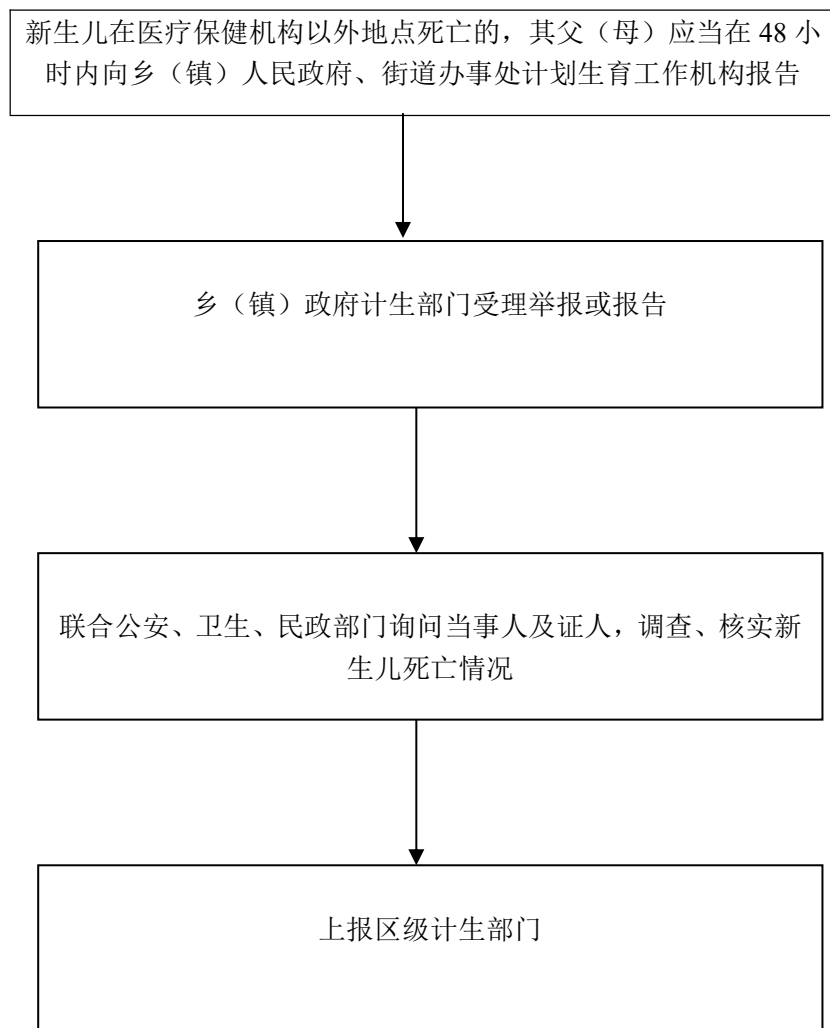 新生儿在医疗保健机构以外地点死亡的，其父（母）应当在 48 小
时内向乡（镇）人民政府、街道办事处计划生育工作机构报告
乡（镇）政府计生部门受理举报或报告
联合公安、卫生、民政部门询问当事人及证人，调查、核实新
生儿死亡情况
上报区级计生部门